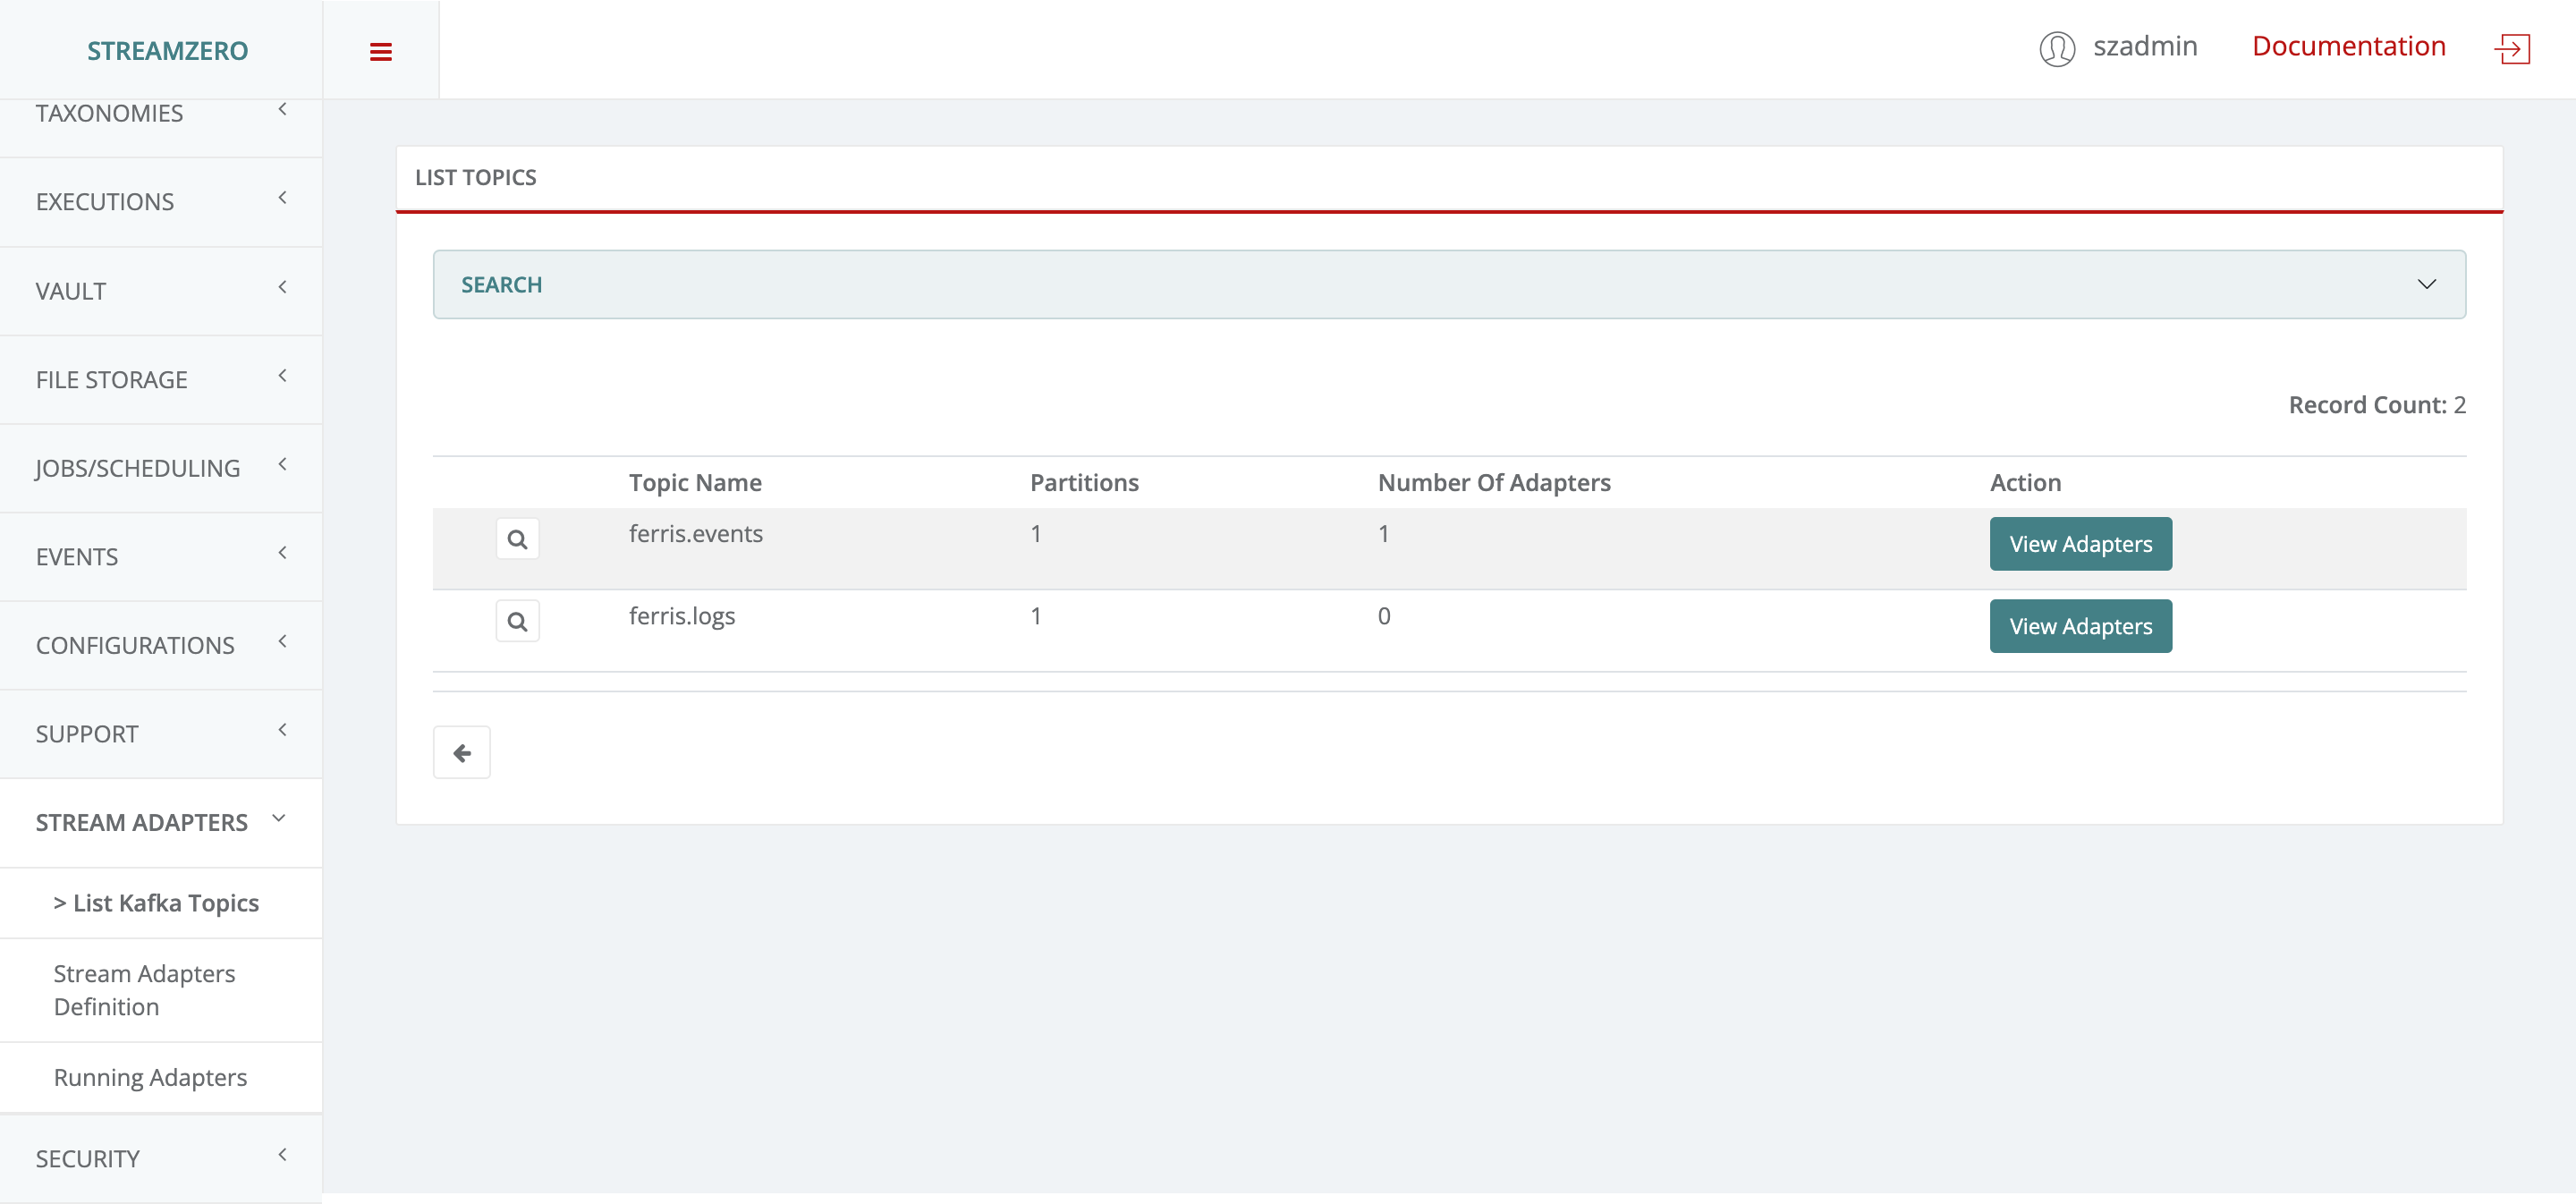 STREAMZERO
szadmin Documentation
TAXONOMIES
EXECUTIONS
VAULT
FILE STORAGE
JOBS/SCHEDULING
EVENTS
CONFIGURATIONS
SUPPORT
STREAM ADAPTERS
> List Kafka Topics
Stream Adapters
Definition
Running Adapters
SECURITY
LIST TOPICS
SEARCH
Record Count: 2
Topic Name Partitions Number Of Adapters Action
ferris.events 1 1 View Adapters
ferris.logs 1 0 View Adapters